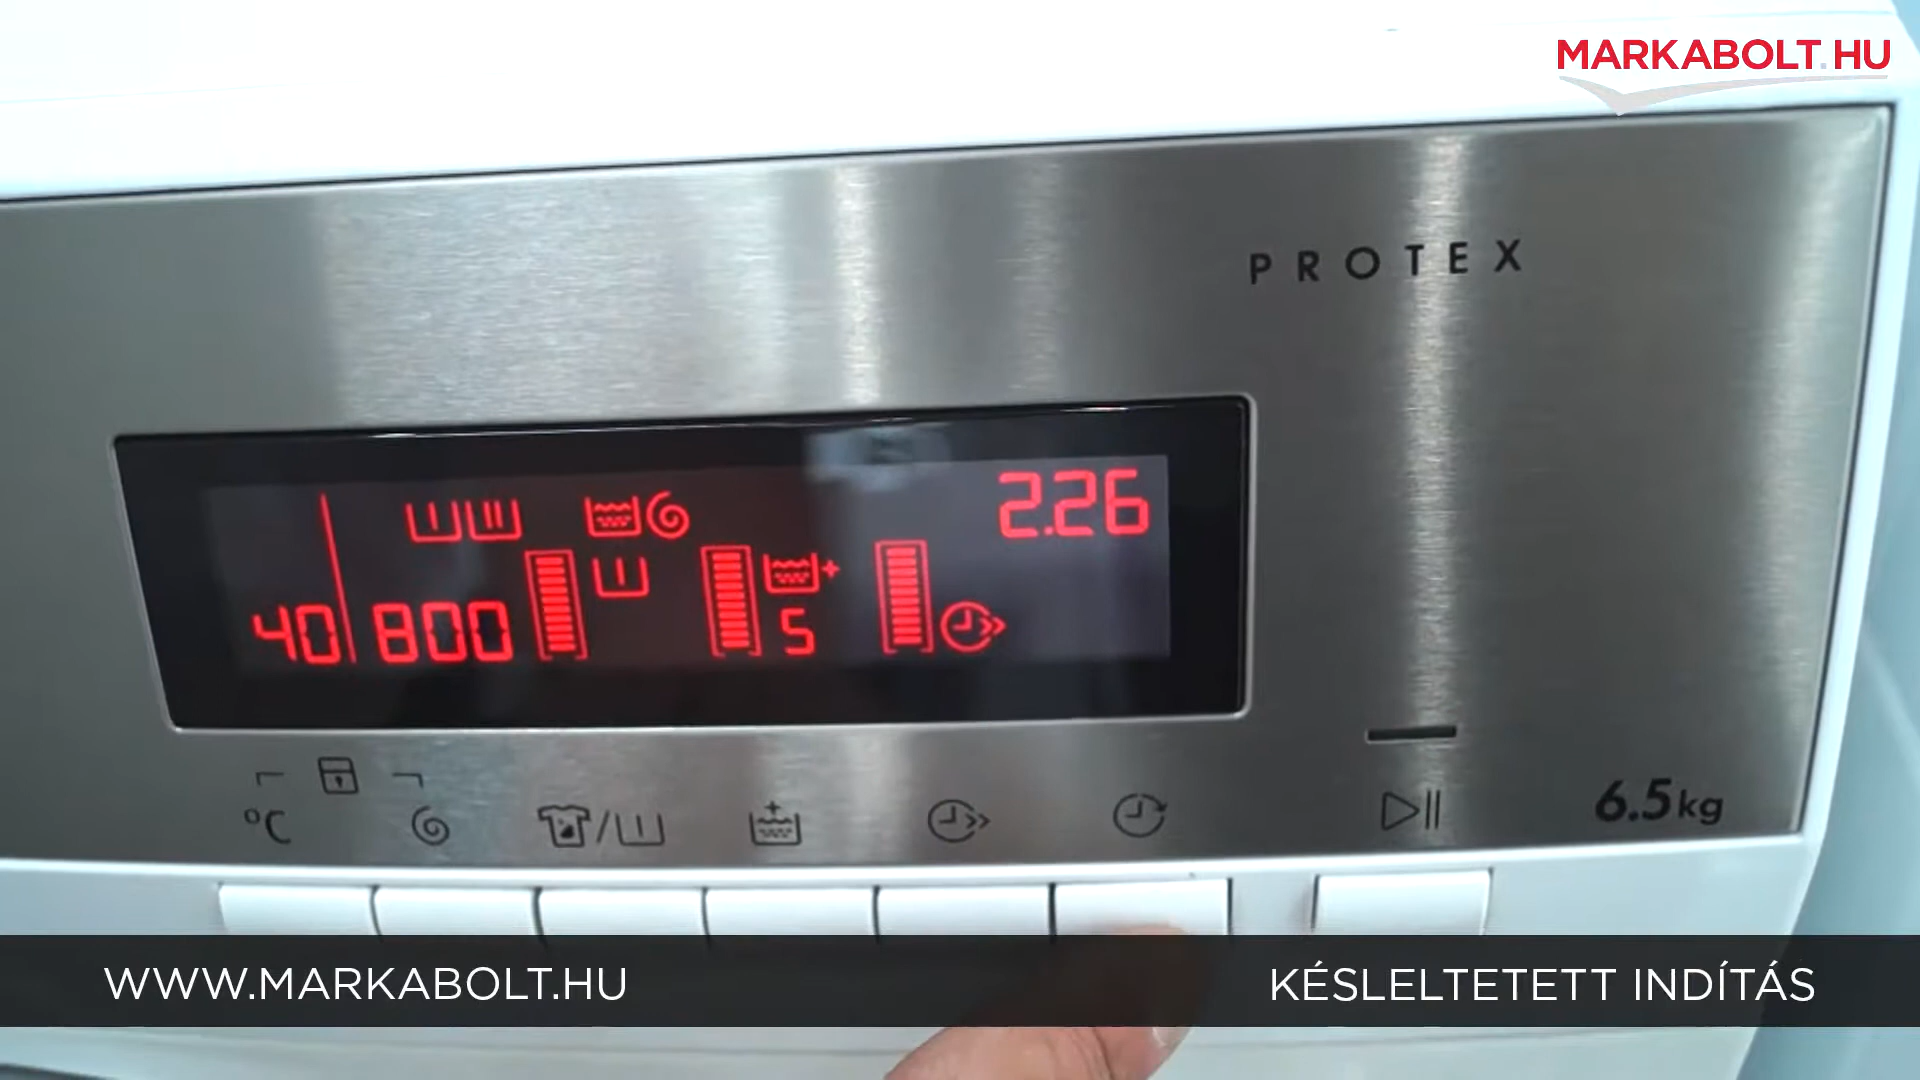 MARKABOLT.HU
PROTEX
2.26
40 800 5
°C
6.5kg
WWW.MARKABOLT.HU
KÉSLELTETETT INDÍTÁS